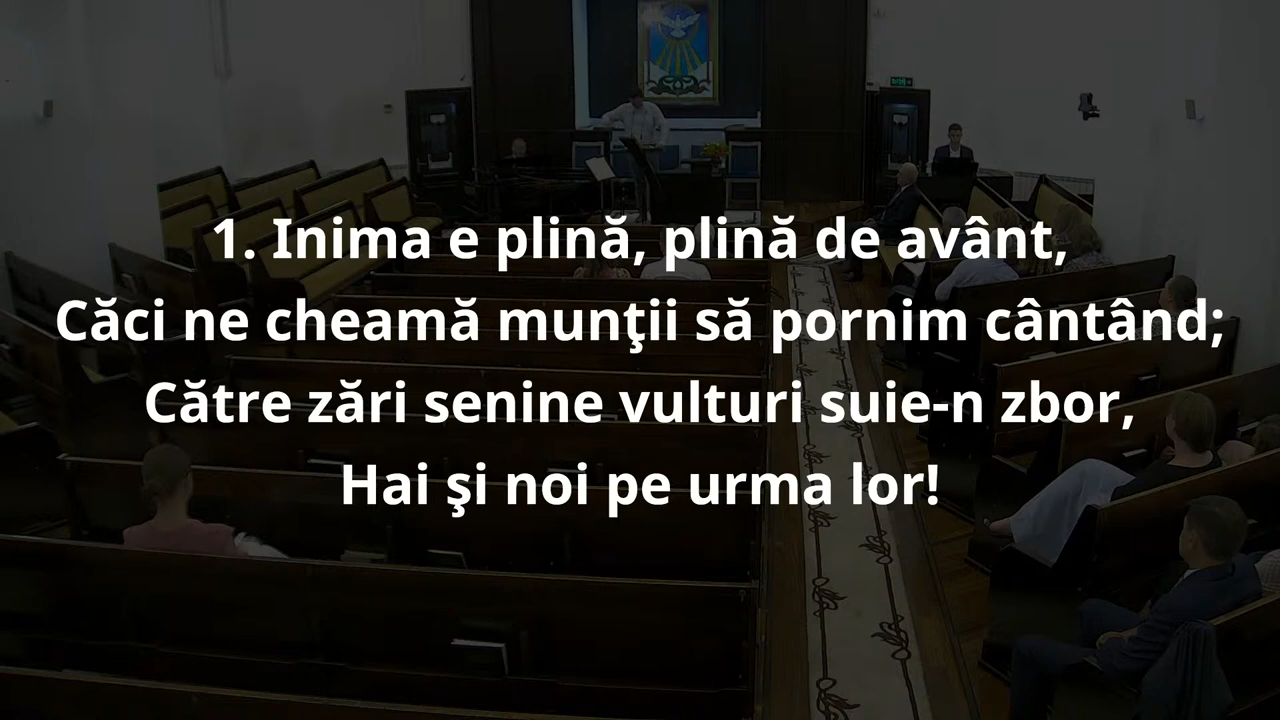 1. Inima e plină, plină de avânt,
Căci ne cheamă munţii să pornim cântând;
Către zări senine vulturi suie-n zbor,
Hai şi noi pe urma lor!